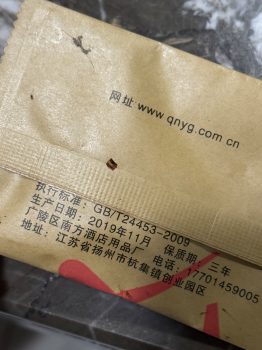 网址 www.qnyg.com.cn
执行标准：GB/T24453-2009
生产日期：2019年11月 保质期：三年
广陵区南方酒店用品厂 电话：17701459005
地址：江苏省扬州市杭集镇创业园区